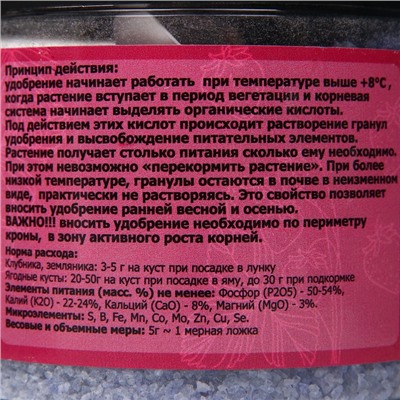 Принцип действия:
удобрение начинает работать при температуре выше +8°С,
когда растение вступает в период вегетации и корневая
система начинает выделять органические кислоты.
Под действием этих кислот происходит растворение гранул
удобрения и высвобождение питательных элементов.
Растение получает столько питания сколько ему необходимо.
При этом невозможно «перекормить растение». При более
низкой температуре, гранулы остаются в почве в неизменном
виде, практически не растворяясь. Это свойство позволяет
вносить удобрение ранней весной и осенью.
ВАЖНО!!! вносить удобрение необходимо по периметру
кроны, в зону активного роста корней.
Норма расхода:
Клубника, земляника: 3-5 г на куст при посадке в лунку
Ягодные кусты: 20-50г на куст при посадке в яму, до 30 г при подкормке
Элементы питания (масс. %) не менее: Фосфор (P2O5) - 50-54%,
Калий (К2О) - 22-24%, Кальций (СаО) - 8%, Магний (MgO) - 3%.
Микроэлементы: S, B, Fe, Mn, Co, Mo, Zn, Cu, Se.
Весовые и объемные меры: 5г ~ 1 мерная ложка